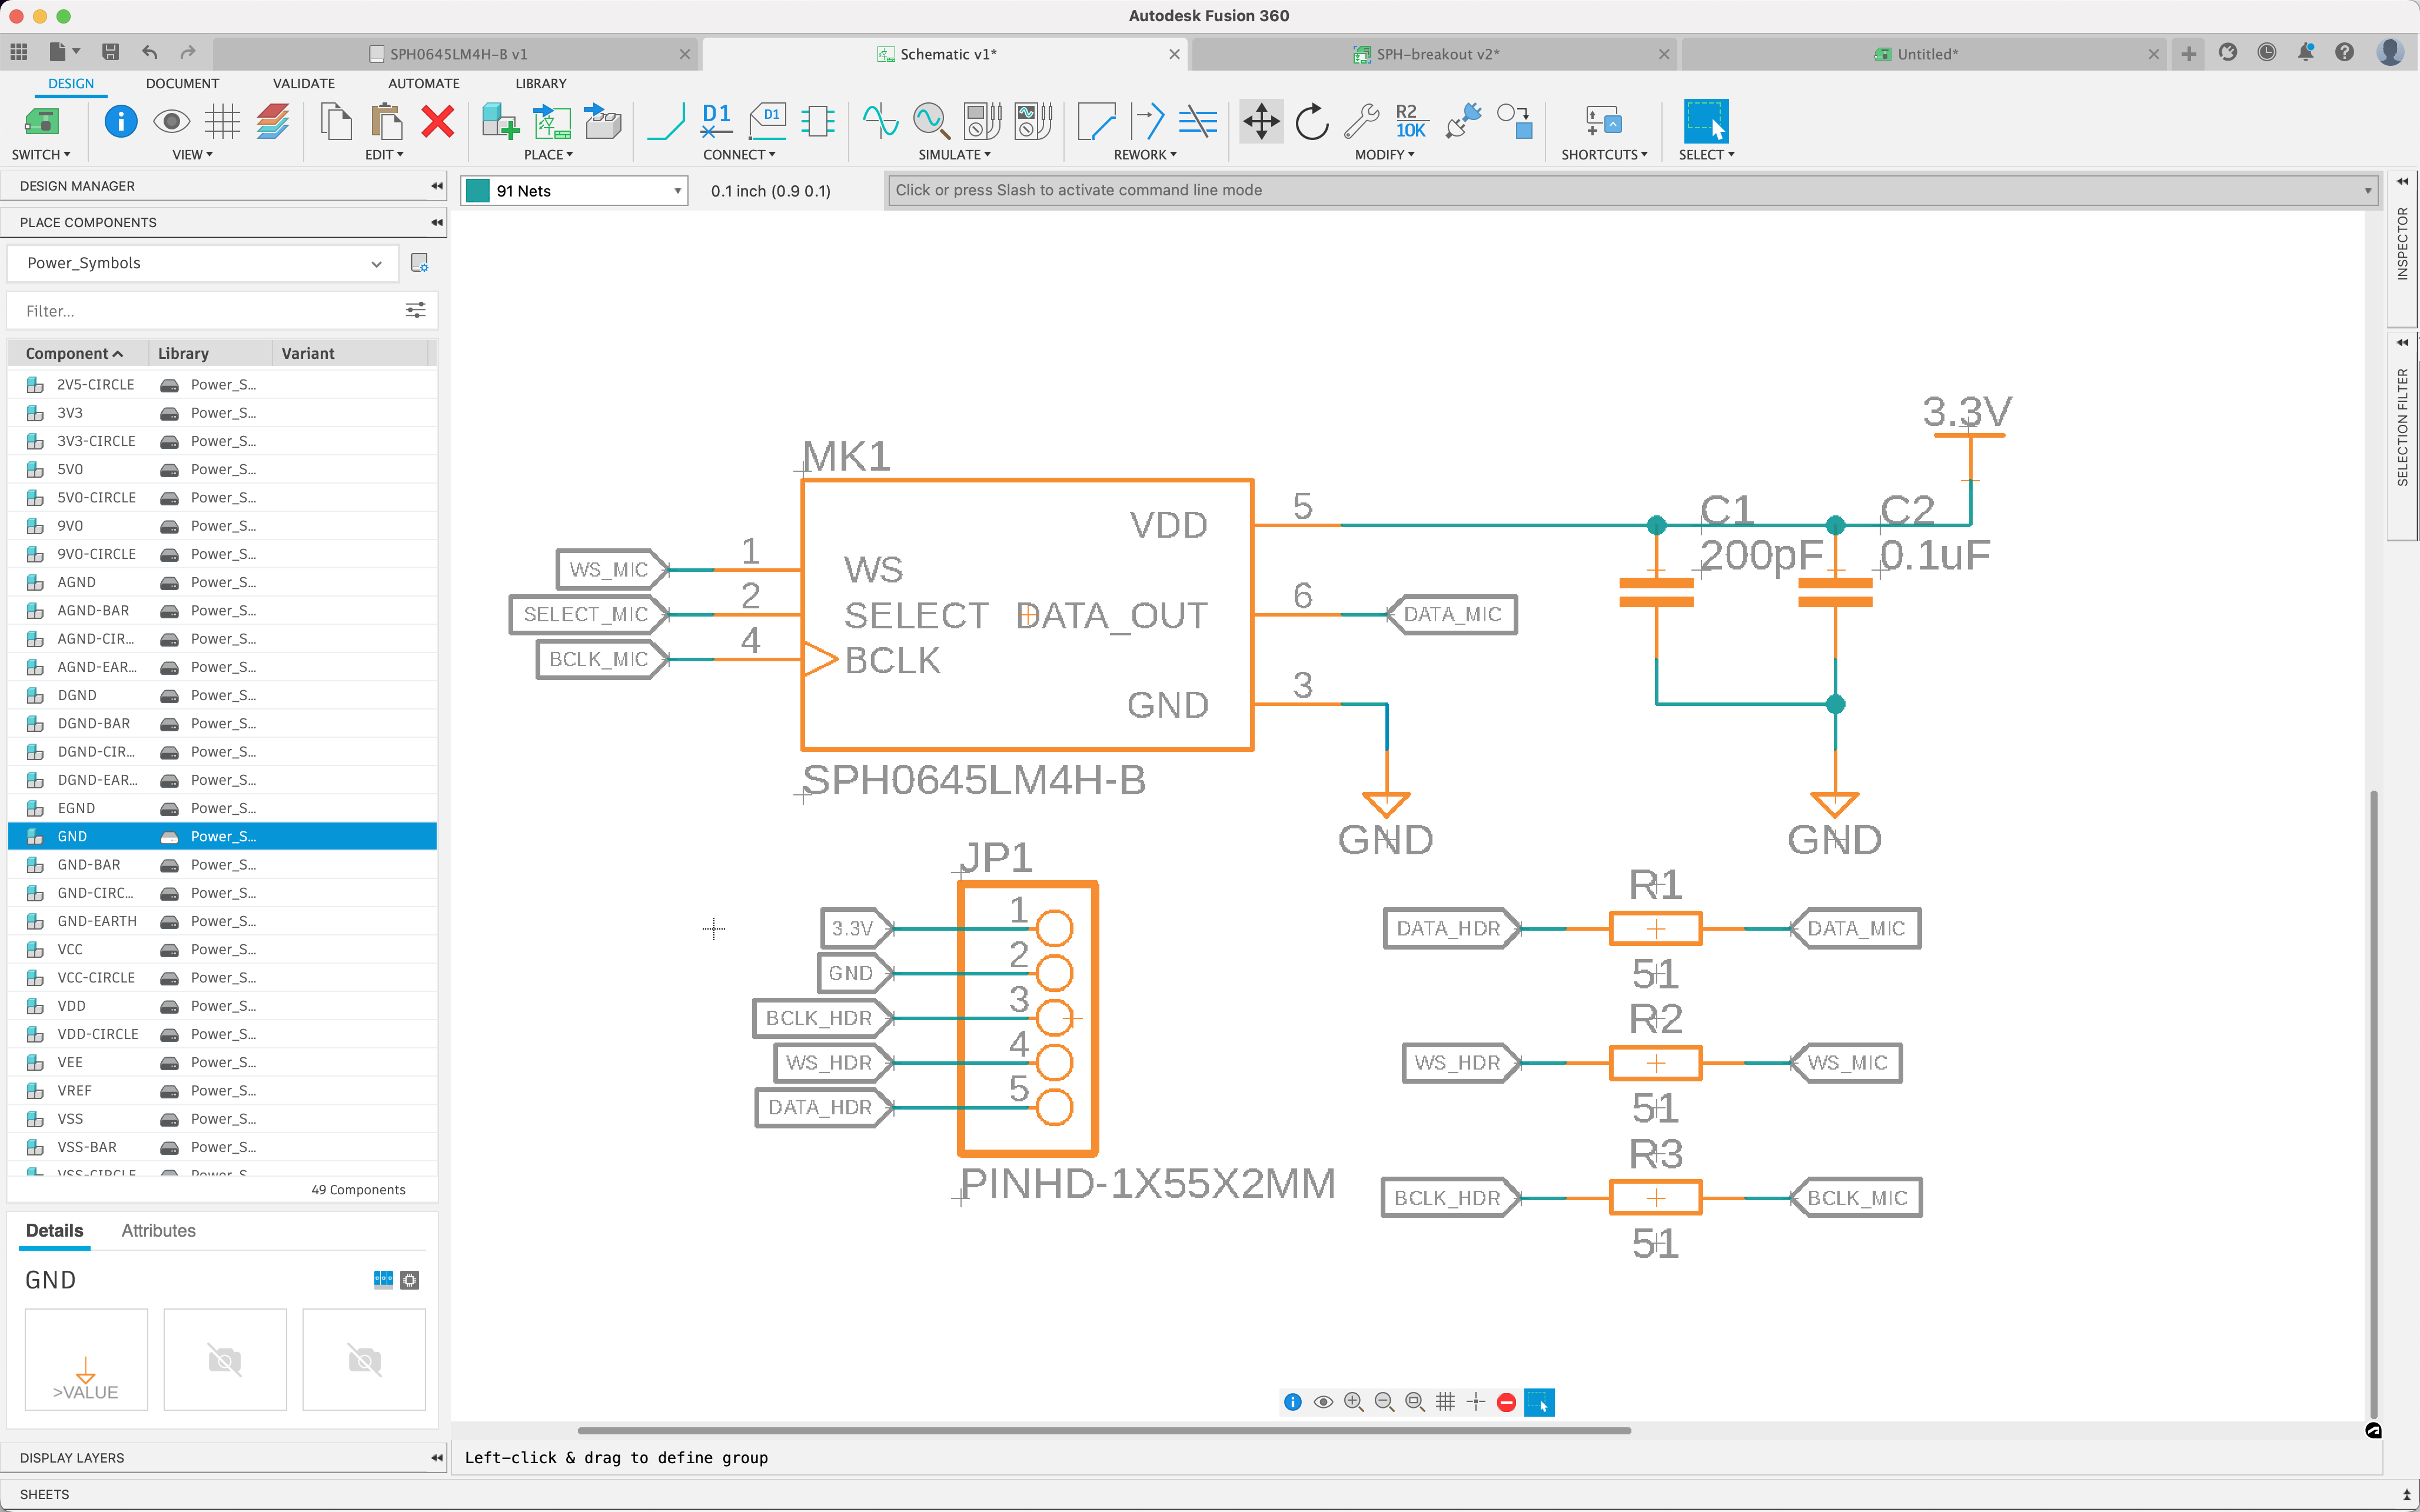 Autodesk Fusion 360
SPH0645LM4H-B v1
Schematic v1*
SPH-breakout v2*
Untitled*
DESIGN
DOCUMENT
VALIDATE
AUTOMATE
LIBRARY
D1
D1
R2
10K
SWITCH
VIEW
EDIT
PLACE
CONNECT
SIMULATE
REWORK
MODIFY
SHORTCUTS
SELECT
DESIGN MANAGER
91 Nets
0.1 inch (0.9 0.1)
Click or press Slash to activate command line mode
PLACE COMPONENTS
Power_Symbols
Filter...
Component Library Variant
2V5-CIRCLE Power_S...
3V3 Power_S...
3V3-CIRCLE Power_S...
5V0 Power_S...
5V0-CIRCLE Power_S...
9V0 Power_S...
9V0-CIRCLE Power_S...
AGND Power_S...
AGND-BAR Power_S...
AGND-CIR... Power_S...
AGND-EAR... Power_S...
DGND Power_S...
DGND-BAR Power_S...
DGND-CIR... Power_S...
DGND-EAR... Power_S...
EGND Power_S...
GND Power_S...
GND-BAR Power_S...
GND-CIRC... Power_S...
GND-EARTH Power_S...
VCC Power_S...
VCC-CIRCLE Power_S...
VDD Power_S...
VDD-CIRCLE Power_S...
VEE Power_S...
VREF Power_S...
VSS Power_S...
VSS-BAR Power_S...
VSS-CIRCLE Power_S...
49 Components
Details
Attributes
GND
>VALUE
DISPLAY LAYERS
SHEETS
MK1
WS_MIC
1
WS
SELECT_MIC
2
SELECT
BCLK_MIC
4
BCLK
VDD
5
DATA_OUT
6
DATA_MIC
GND
3
SPH0645LM4H-B
GND
3.3V
C1
200pF
C2
0.1uF
GND
JP1
3.3V
1
GND
2
BCLK_HDR
3
WS_HDR
4
DATA_HDR
5
PINHD-1X55X2MM
R1
DATA_HDR
DATA_MIC
51
R2
WS_HDR
WS_MIC
51
R3
BCLK_HDR
BCLK_MIC
51
INSPECTOR
SELECTION FILTER
Left-click & drag to define group